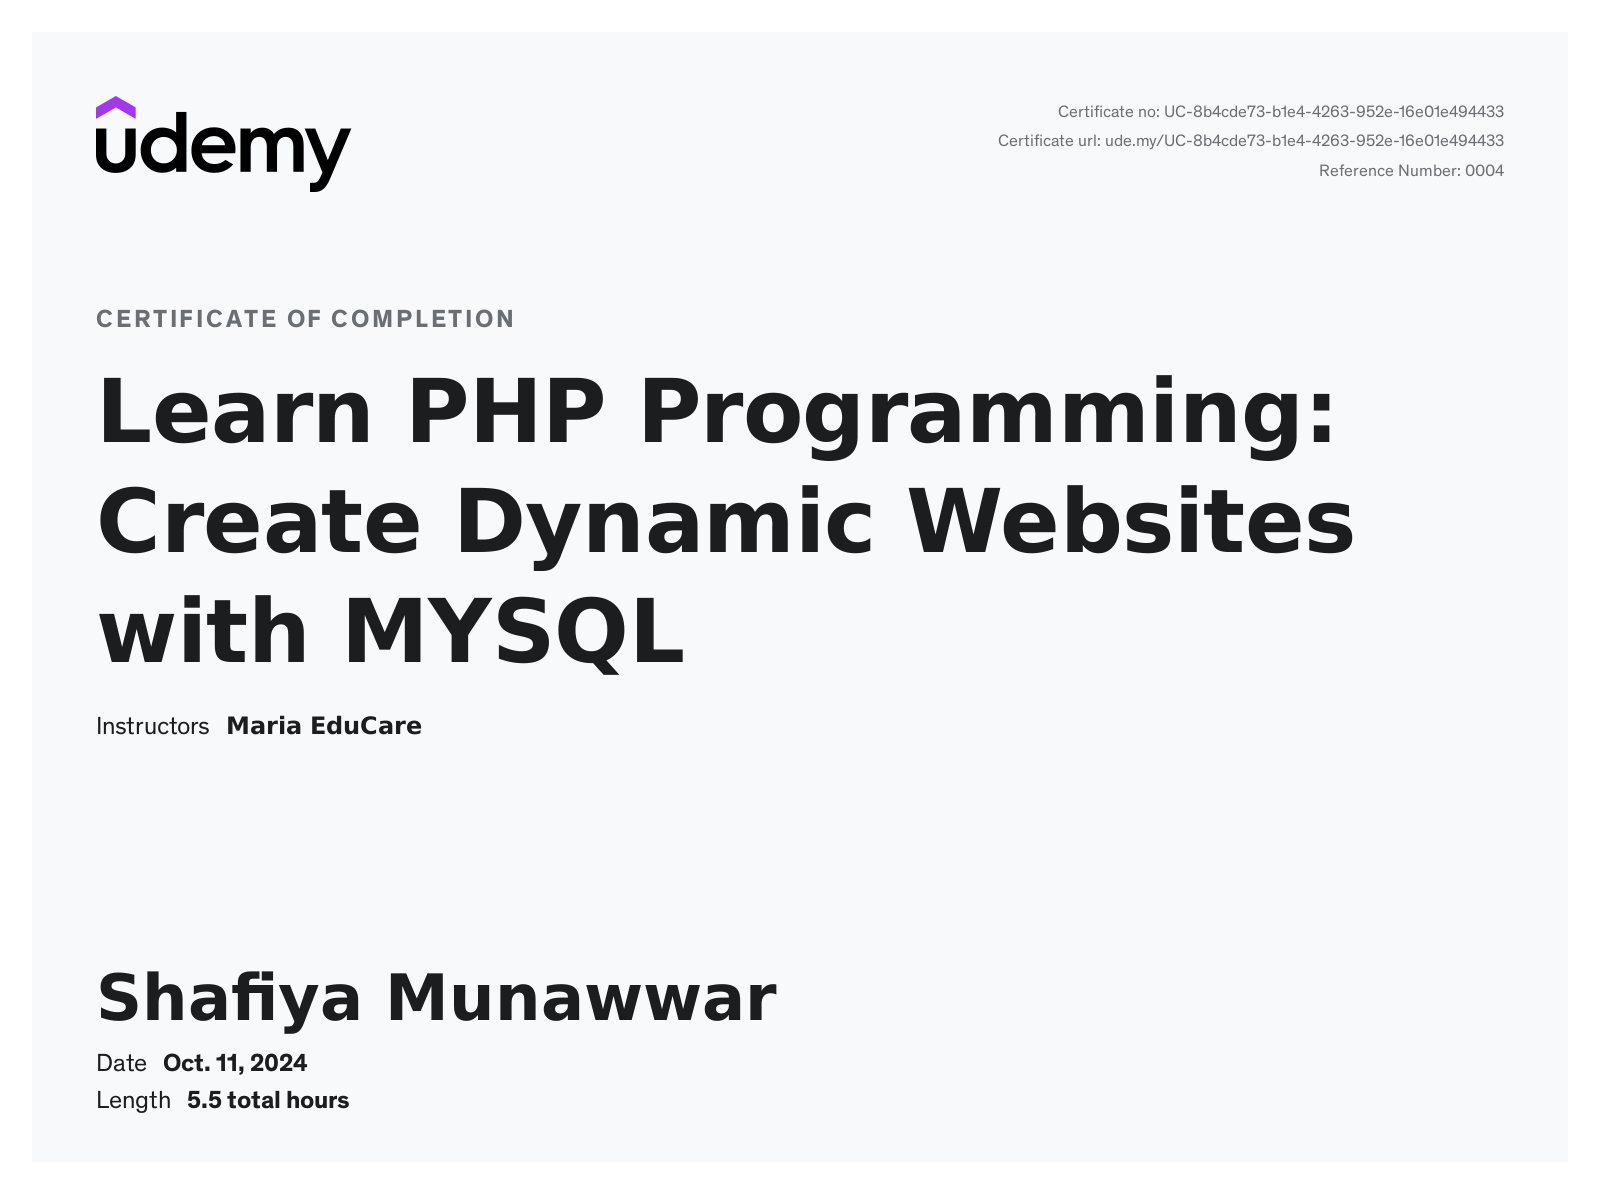 udemy
Certificate no: UC-8b4cde73-b1e4-4263-952e-16e01e494433
Certificate url: ude.my/UC-8b4cde73-b1e4-4263-952e-16e01e494433
Reference Number: 0004
CERTIFICATE OF COMPLETION
Learn PHP Programming:
Create Dynamic Websites
with MYSQL
Instructors Maria EduCare
Shafiya Munawwar
Date Oct. 11, 2024
Length 5.5 total hours